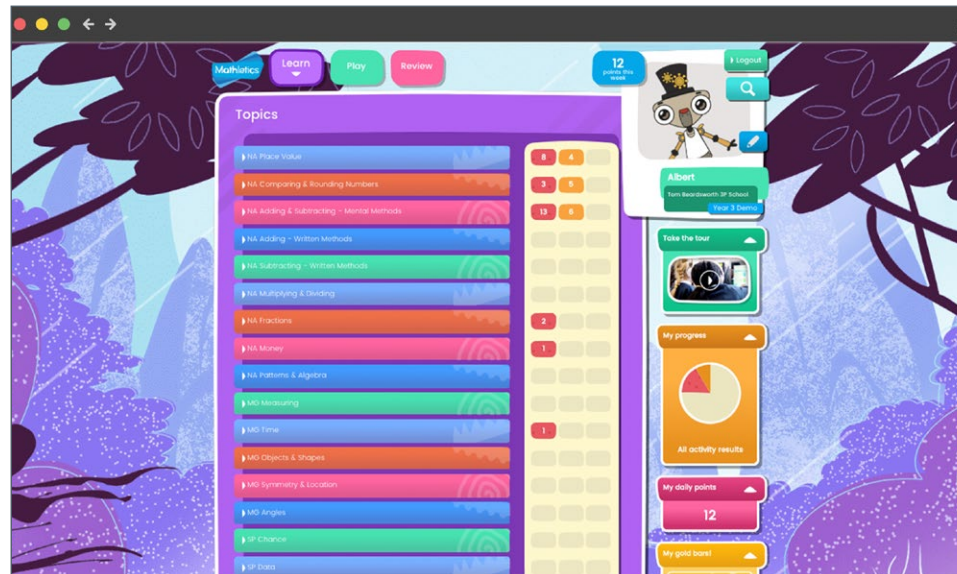 Mathletics
Learn
Play
Review
12
points this
week
Logout
Topics
NA Place Value
8 4
NA Comparing & Rounding Numbers
3 5
NA Adding & Subtracting - Mental Methods
13 6
NA Adding - Written Methods
NA Subtracting - Written Methods
NA Multiplying & Dividing
NA Fractions
2
NA Money
1
NA Patterns & Algebra
MG Measuring
MG Time
1
MG Objects & Shapes
MG Symmetry & Location
MG Angles
SP Chance
SP Data
Albert
Tom Beardsworth 3P School
Year 3 Demo
Take the tour
My progress
All activity results
My daily points
12
My gold bars!